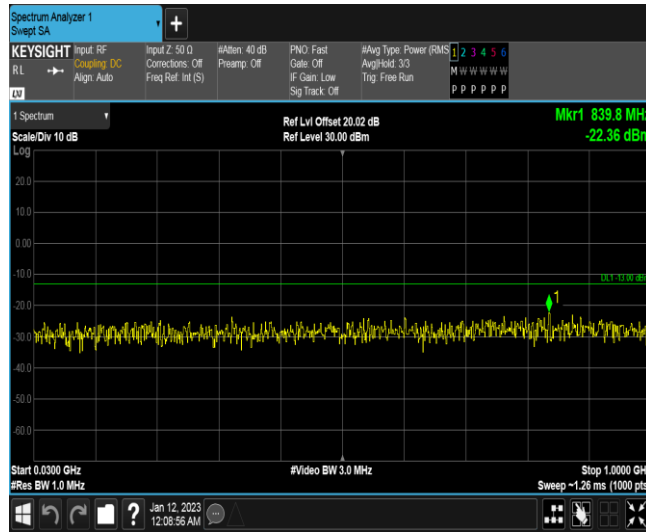 Spectrum Analyzer 1
Swept SA
+
KEYSIGHT
RL
LXI
Input: RF
Coupling: DC
Align: Auto
Input Z: 50 Ω
Corrections: Off
Freq Ref: Int (S)
#Atten: 40 dB
Preamp: Off
PNO: Fast
Gate: Off
IF Gain: Low
Sig Track: Off
#Avg Type: Power (RMS
Avg|Hold: 3/3
Trig: Free Run
1 2 3 4 5 6
M W W W W W
P P P P P P
1 Spectrum
Scale/Div 10 dB
Log
Ref Lvl Offset 20.02 dB
Ref Level 30.00 dBm
Mkr1 839.8 MHz
-22.36 dBm
20.0
10.0
0.00
-10.0
DL1 -13.00 dBm
-20.0
1
-30.0
-40.0
-50.0
-60.0
Start 0.0300 GHz
#Res BW 1.0 MHz
#Video BW 3.0 MHz
Stop 1.0000 GHz
Sweep ~1.26 ms (1000 pts)
?
Jan 12, 2023
12:08:56 AM